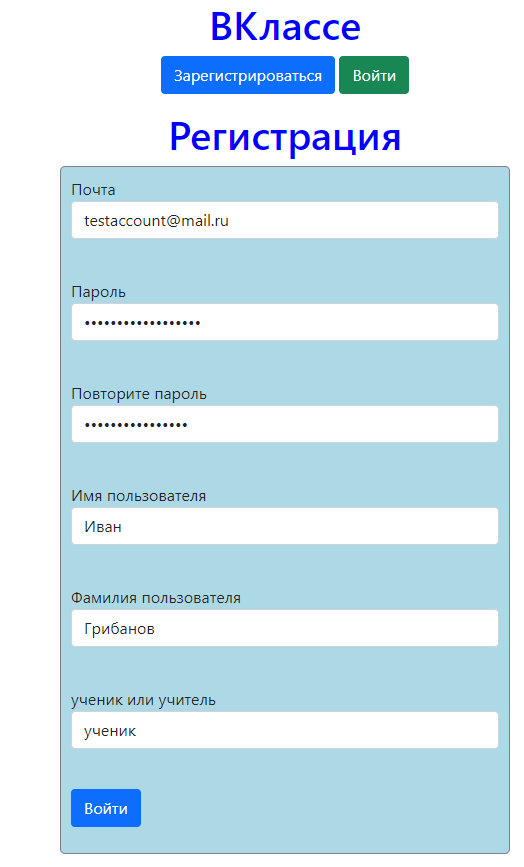 ВКлассе
Зарегистрироваться Войти
Регистрация
Почта
testaccount@mail.ru
Пароль
••••••••••••••••••
Повторите пароль
••••••••••••••••
Имя пользователя
Иван
Фамилия пользователя
Грибанов
ученик или учитель
ученик
Войти